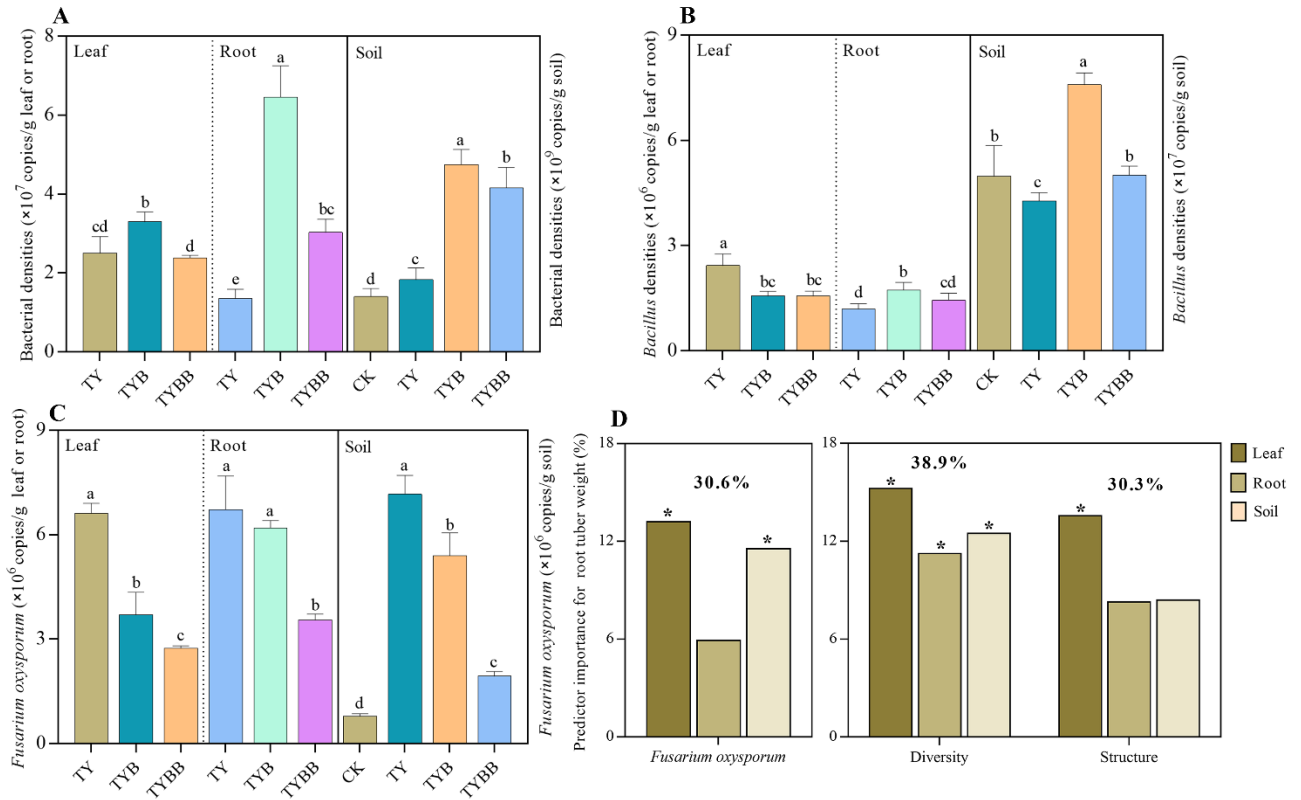 A
Bacterial densities (×10⁷ copies/g leaf or root)
8
6
4
2
0
Leaf
Root
Soil
cd
b
d
e
a
bc
d
c
a
b
TY
TYB
TYBB
TY
TYB
TYBB
CK
TY
TYB
TYBB
Bacterial densities (×10⁹ copies/g soil)
B
Bacillus densities (×10⁶ copies/g leaf or root)
9
6
3
0
Leaf
Root
Soil
a
bc
bc
d
b
cd
b
c
a
b
TY
TYB
TYBB
TY
TYB
TYBB
CK
TY
TYB
TYBB
Bacillus densities (×10⁷ copies/g soil)
C
Fusarium oxysporum (×10⁶ copies/g leaf or root)
9
6
3
0
Leaf
Root
Soil
a
b
c
a
a
b
d
a
b
c
TY
TYB
TYBB
TY
TYB
TYBB
CK
TY
TYB
TYBB
Fusarium oxysporum (×10⁶ copies/g soil)
D
Predictor importance for root tuber weight (%)
18
12
6
0
30.6%
*
*
Fusarium oxysporum
18
12
6
0
38.9%
30.3%
*
*
*
*
Diversity
Structure
Leaf
Root
Soil